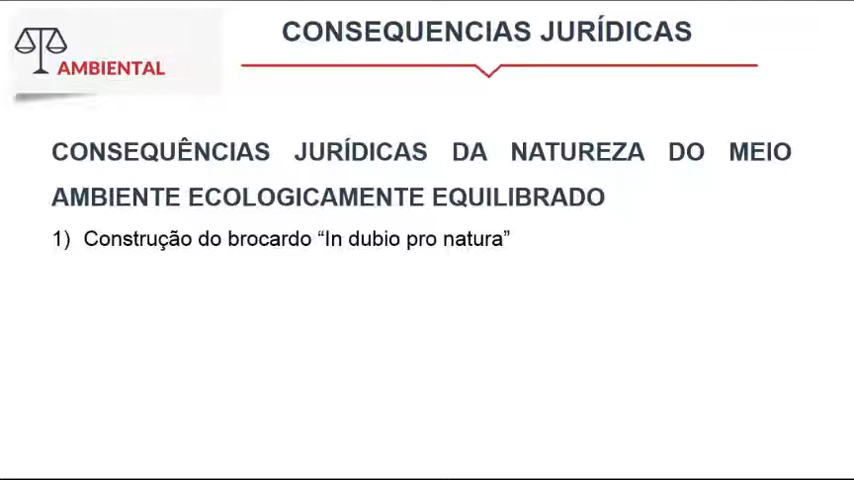 CONSEQUENCIAS JURÍDICAS
AMBIENTAL
CONSEQUÊNCIAS JURÍDICAS DA NATUREZA DO MEIO
AMBIENTE ECOLOGICAMENTE EQUILIBRADO
1) Construção do brocardo “In dubio pro natura”